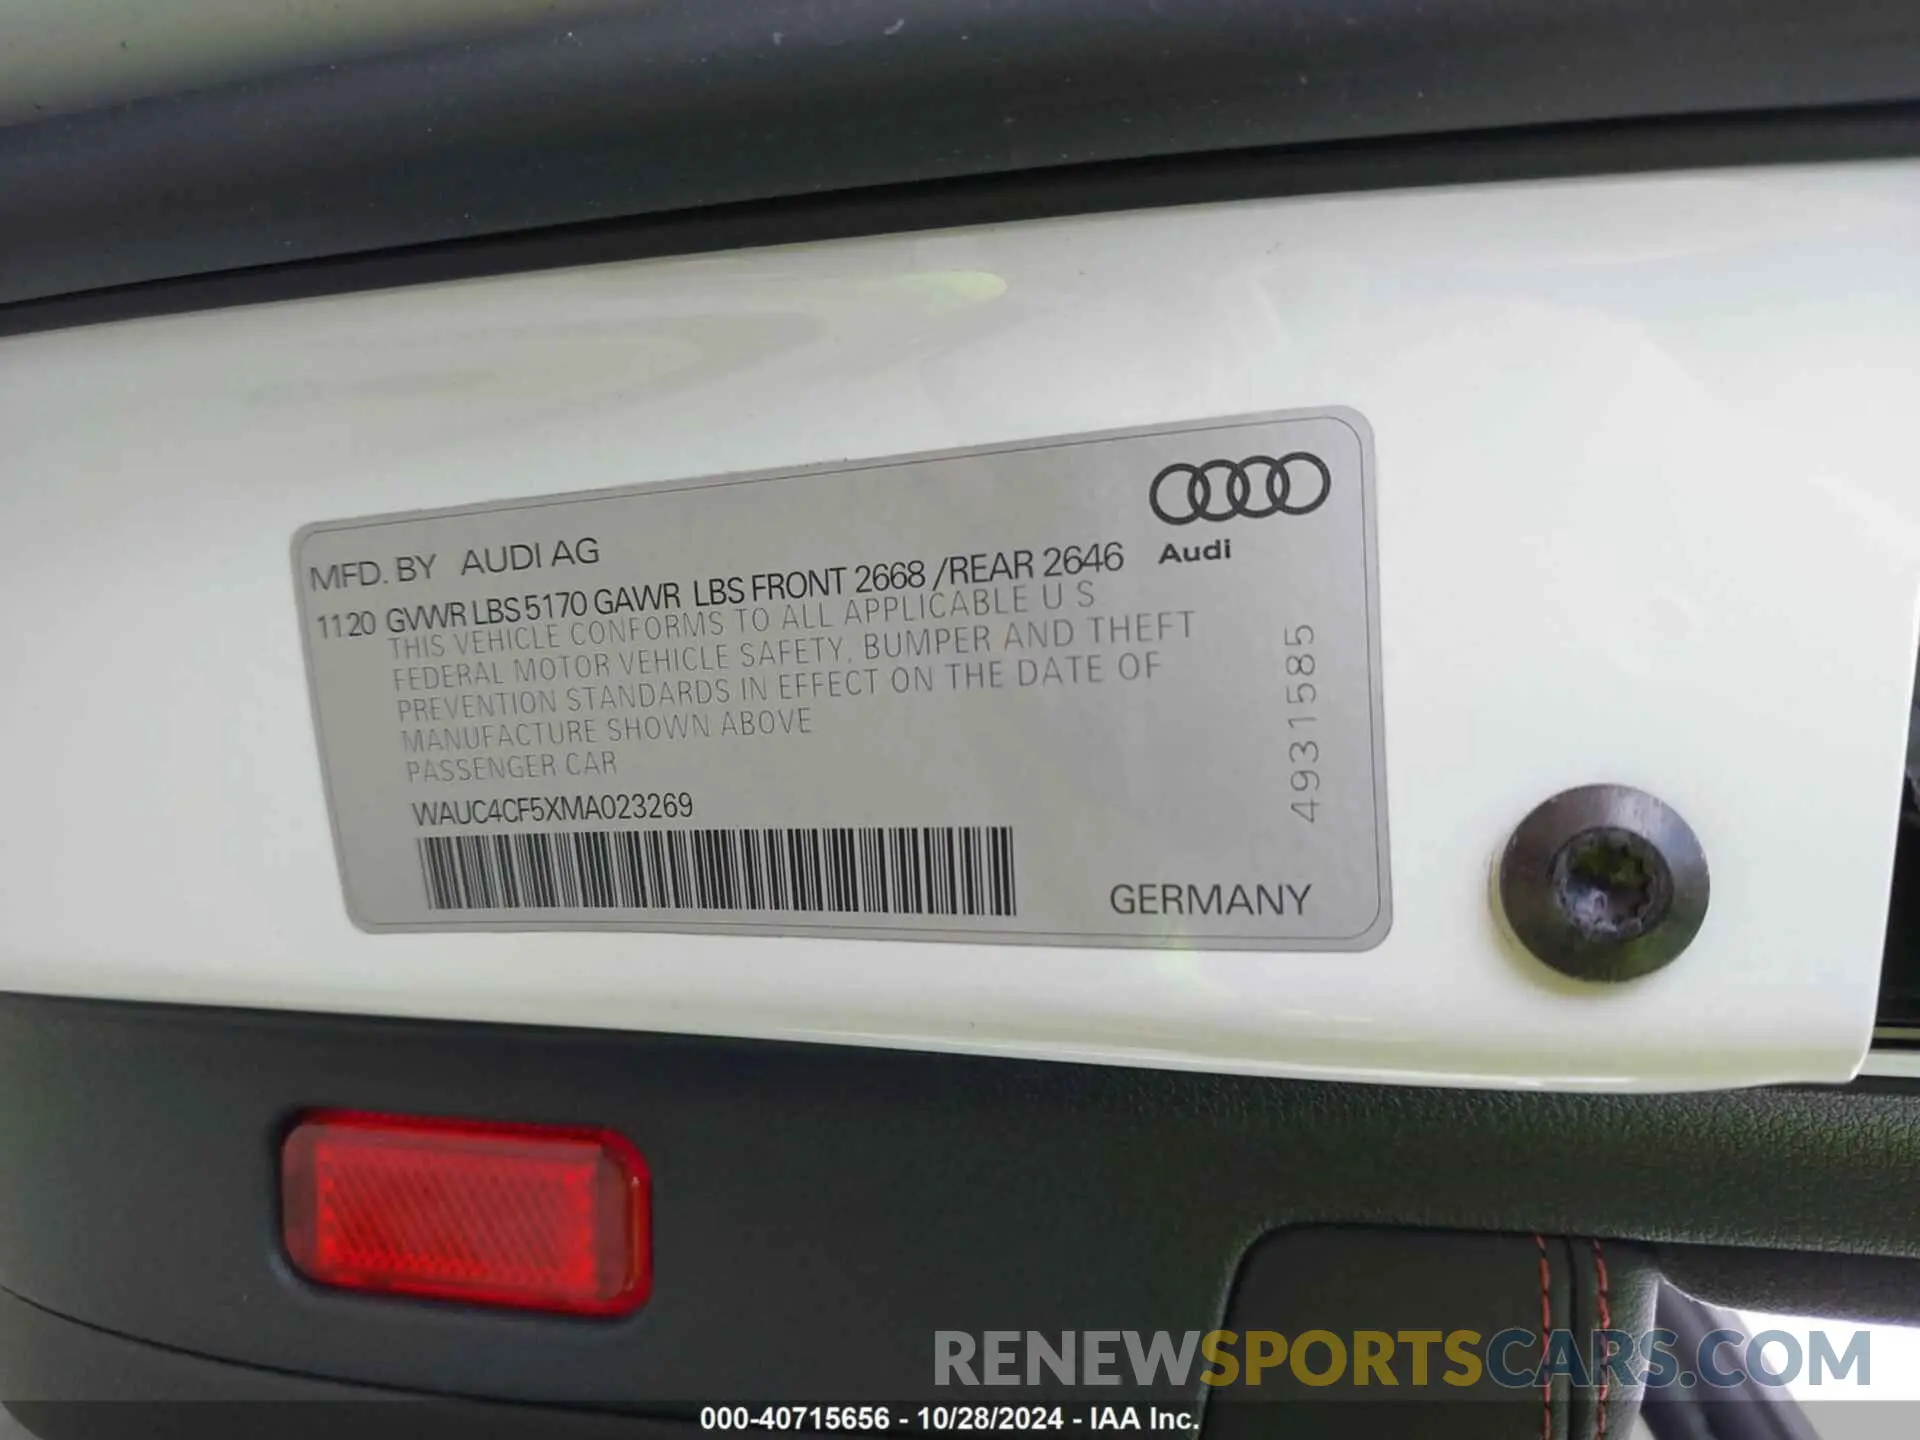 MFD. BY AUDI AG
1120 GVWR LBS 5170 GAWR LBS FRONT 2668 /REAR 2646
THIS VEHICLE CONFORMS TO ALL APPLICABLE U S
FEDERAL MOTOR VEHICLE SAFETY, BUMPER AND THEFT
PREVENTION STANDARDS IN EFFECT ON THE DATE OF
MANUFACTURE SHOWN ABOVE
PASSENGER CAR
WAUC4CF5XMA023269
Audi
4931585
GERMANY
RENEWSPORTSCARS.COM
000-40715656 - 10/28/2024 - IAA Inc.